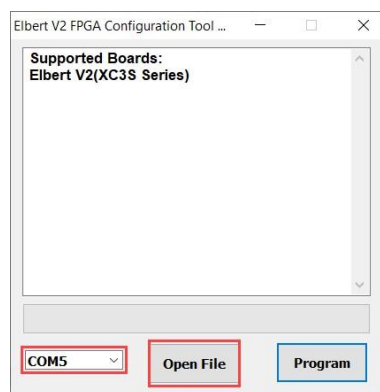 Elbert V2 FPGA Configuration Tool ...
Supported Boards:
Elbert V2(XC3S Series)
COM5
Open File
Program